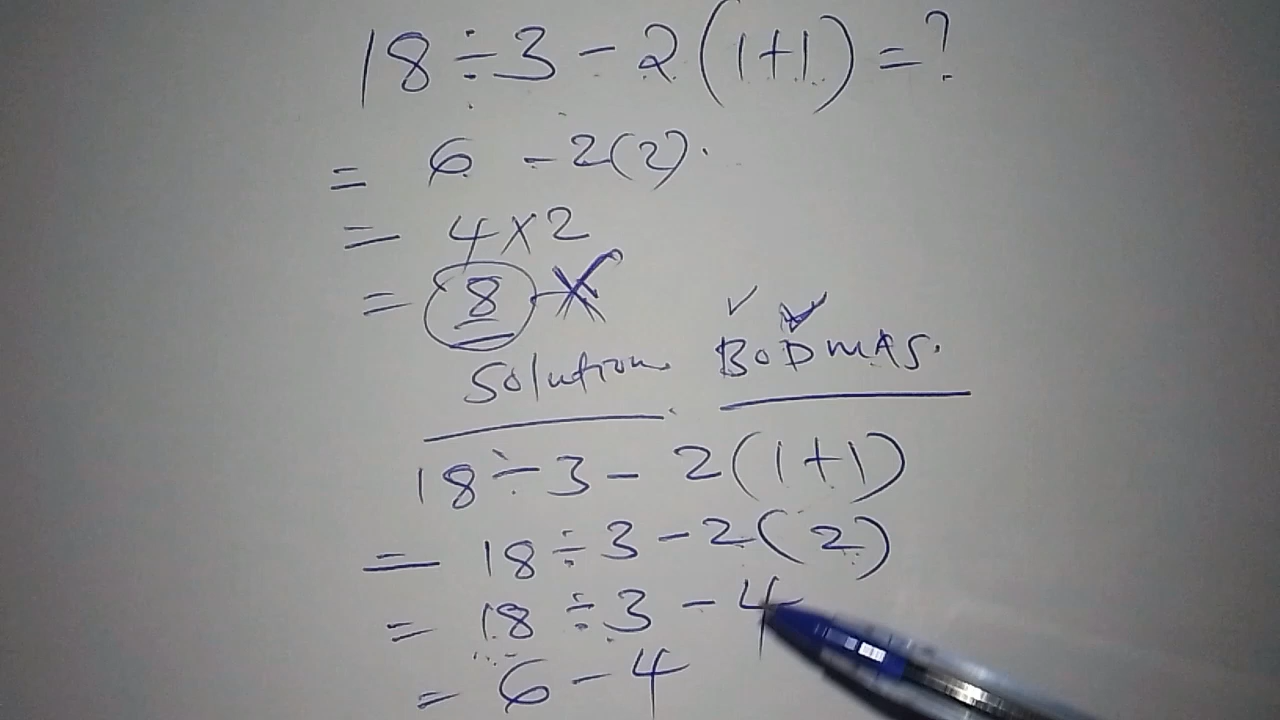 18 ÷ 3 - 2(1+1) = ?
= 6 - 2(2).
= 4 × 2
= 8
Solution. BODMAS.
18 ÷ 3 - 2(1+1)
= 18 ÷ 3 - 2(2)
= 18 ÷ 3 - 4
= 6 - 4